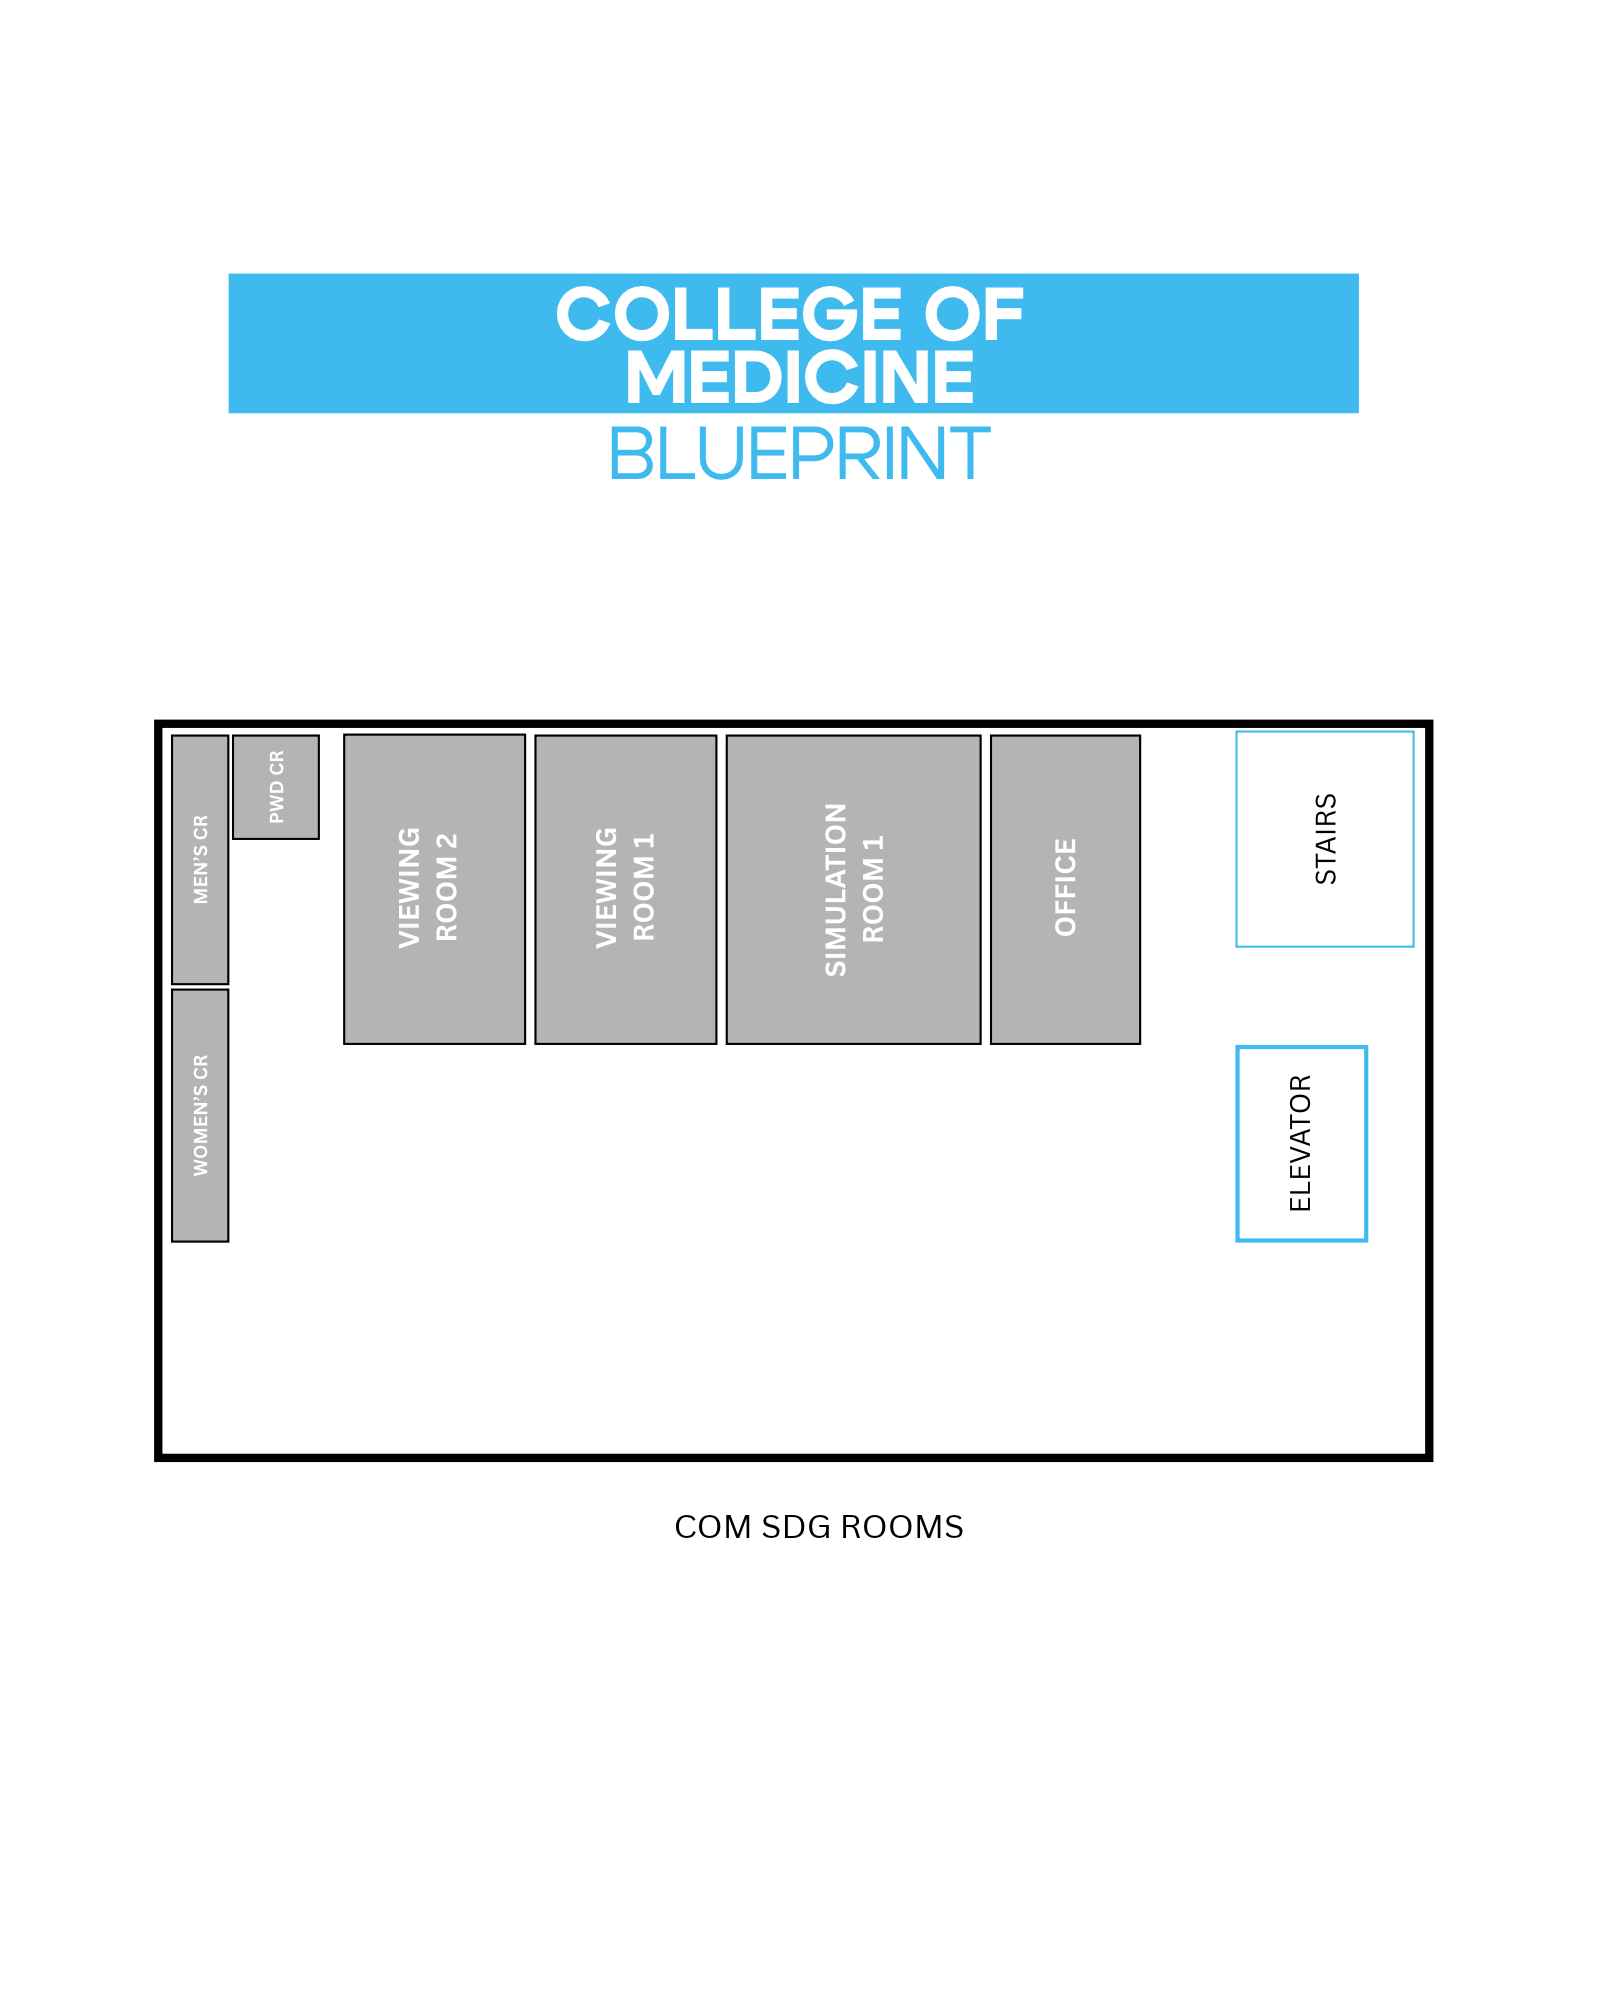 COLLEGE OF
MEDICINE
BLUEPRINT
MEN'S CR
PWD CR
WOMEN'S CR
VIEWING
ROOM 2
VIEWING
ROOM 1
SIMULATION
ROOM 1
OFFICE
STAIRS
ELEVATOR
COM SDG ROOMS